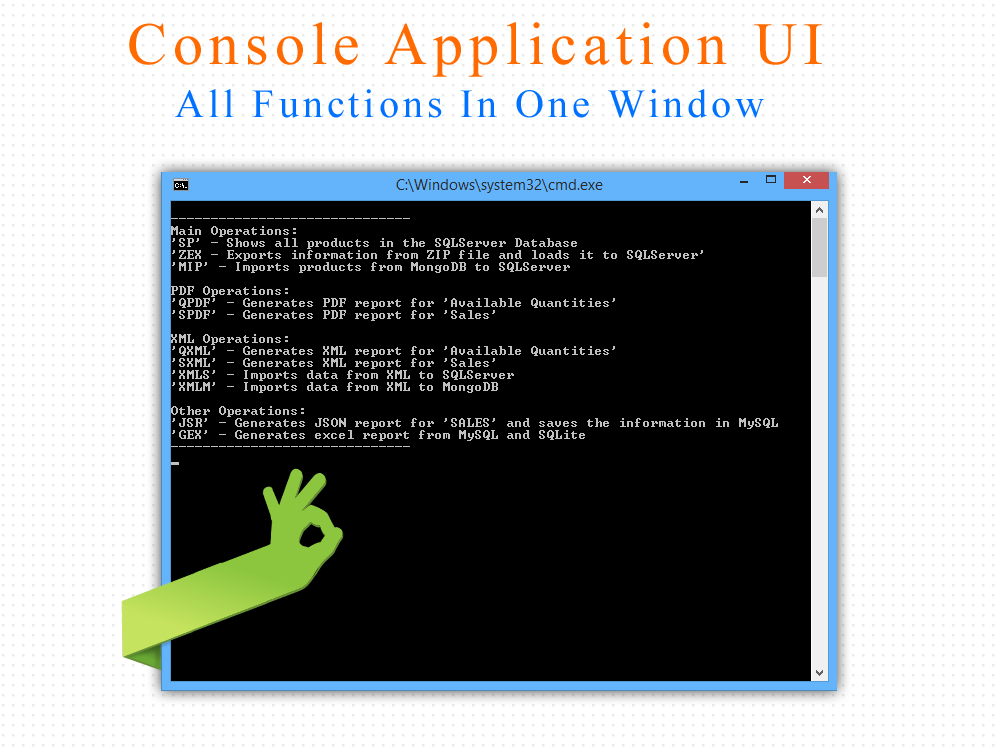 Console Application UI
All Functions In One Window
C:\Windows\system32\cmd.exe
C:\.
------------------------------
Main Operations:
'SP' - Shows all products in the SQLServer Database
'ZEX - Exports information from ZIP file and loads it to SQLServer'
'MIP' - Imports products from MongoDB to SQLServer
PDF Operations:
'QPDF' - Generates PDF report for 'Available Quantities'
'SPDF' - Generates PDF report for 'Sales'
XML Operations:
'QXML' - Generates XML report for 'Available Quantities'
'SXML' - Generates XML report for 'Sales'
'XMLS' - Imports data from XML to SQLServer
'XMLM' - Imports data from XML to MongoDB
Other Operations:
'JSR' - Generates JSON report for 'SALES' and saves the information in MySQL
'GEX' - Generates excel report from MySQL and SQLite
------------------------------